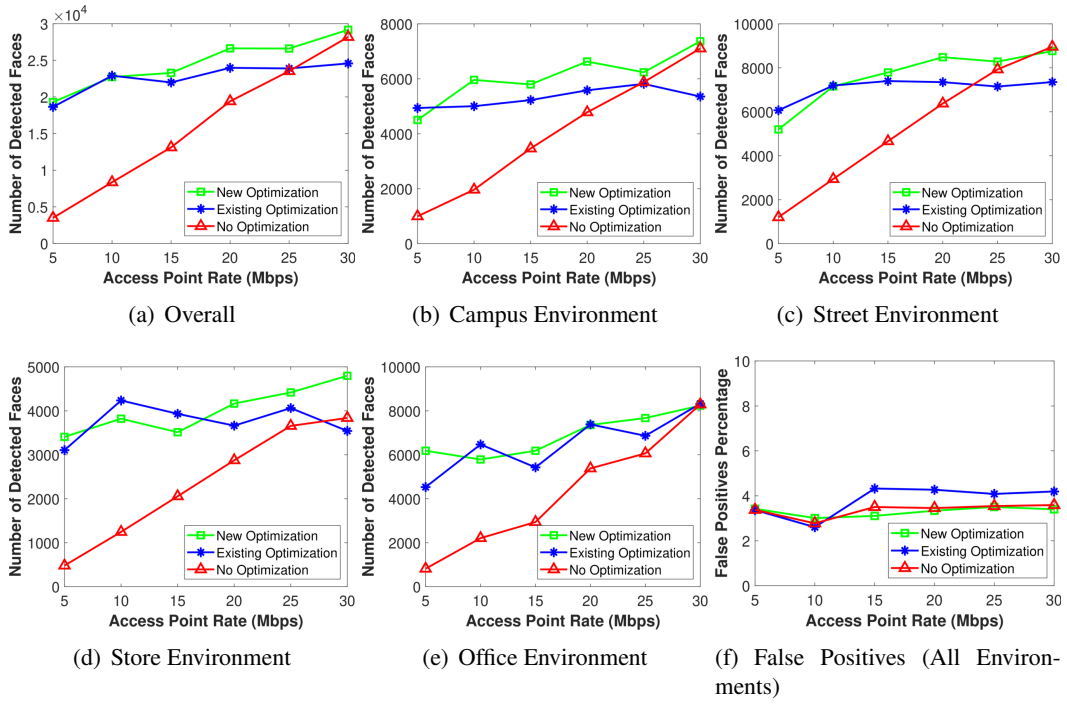 ×10⁴
3
2.5
2
1.5
1
0.5
0
5 10 15 20 25 30
Number of Detected Faces
Access Point Rate (Mbps)
New Optimization
Existing Optimization
No Optimization
(a) Overall
8000
6000
4000
2000
0
5 10 15 20 25 30
Number of Detected Faces
Access Point Rate (Mbps)
New Optimization
Existing Optimization
No Optimization
(b) Campus Environment
10000
8000
6000
4000
2000
0
5 10 15 20 25 30
Number of Detected Faces
Access Point Rate (Mbps)
New Optimization
Existing Optimization
No Optimization
(c) Street Environment
5000
4000
3000
2000
1000
0
5 10 15 20 25 30
Number of Detected Faces
Access Point Rate (Mbps)
New Optimization
Existing Optimization
No Optimization
(d) Store Environment
10000
8000
6000
4000
2000
0
5 10 15 20 25 30
Number of Detected Faces
Access Point Rate (Mbps)
New Optimization
Existing Optimization
No Optimization
(e) Office Environment
10
8
6
4
2
0
5 10 15 20 25 30
False Positives Percentage
Access Point Rate (Mbps)
New Optimization
Existing Optimization
No Optimization
(f) False Positives (All Environ-
ments)